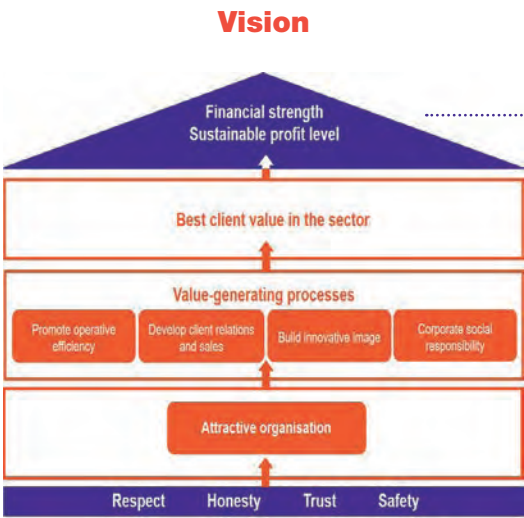 Vision
Financial strength
Sustainable profit level
Best client value in the sector
Value-generating processes
Promote operative
efficiency
Develop client relations
and sales
Build innovative image
Corporate social
responsibility
Attractive organisation
Respect Honesty Trust Safety